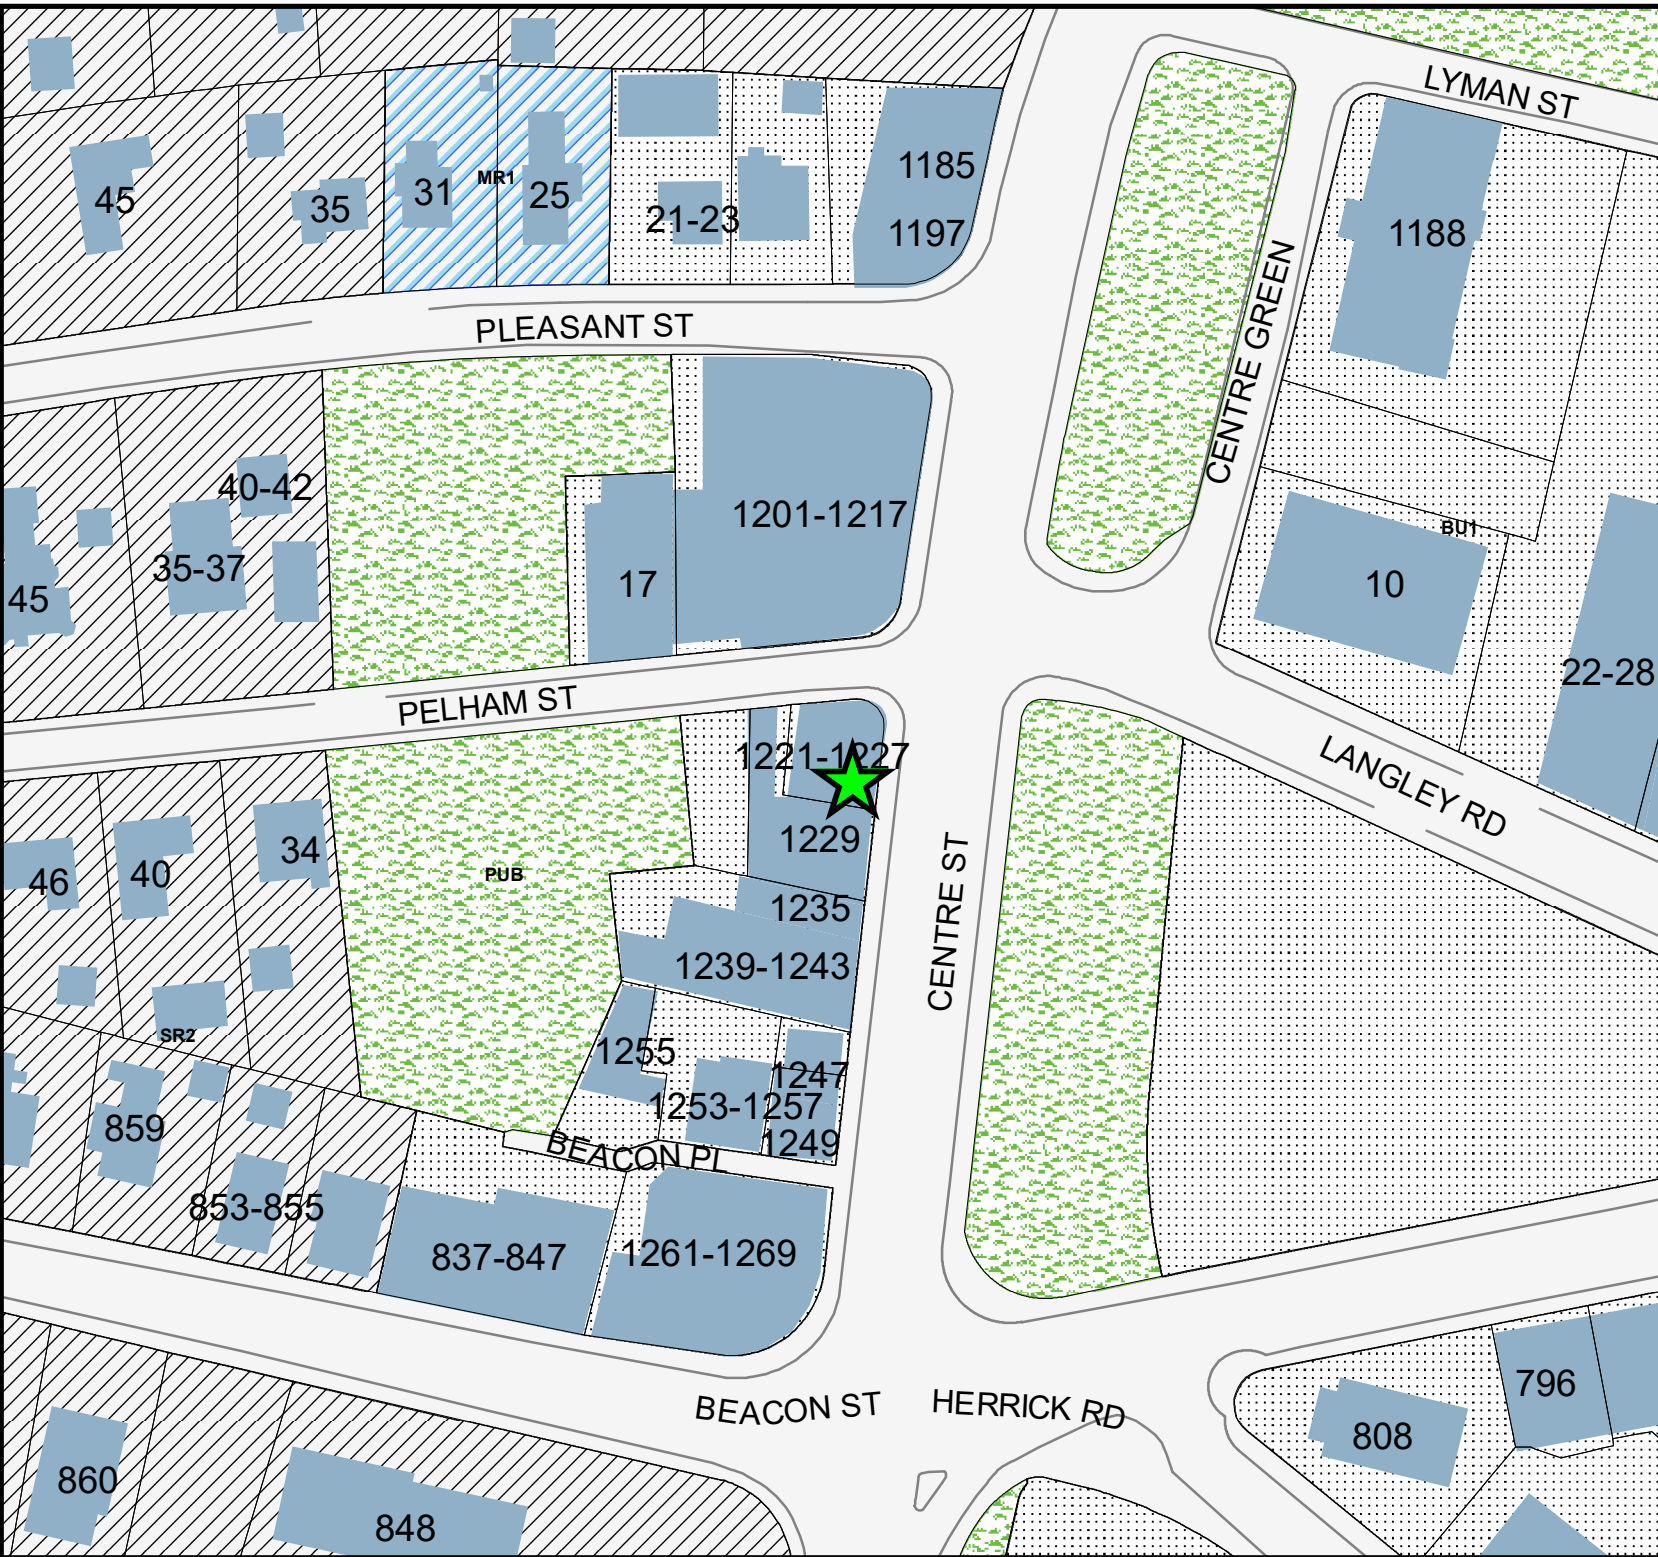 LYMAN ST
1185
45
35
31
MR1
25
21-23
1197
1188
PLEASANT ST
CENTRE GREEN
40-42
1201-1217
BU1
35-37
17
10
45
22-28
PELHAM ST
1221-1227
LANGLEY RD
1229
34
46
40
PUB
1235
CENTRE ST
1239-1243
SR2
1255
1247
1253-1257
859
1249
BEACON PL
853-855
837-847
1261-1269
BEACON ST
HERRICK RD
796
808
860
848